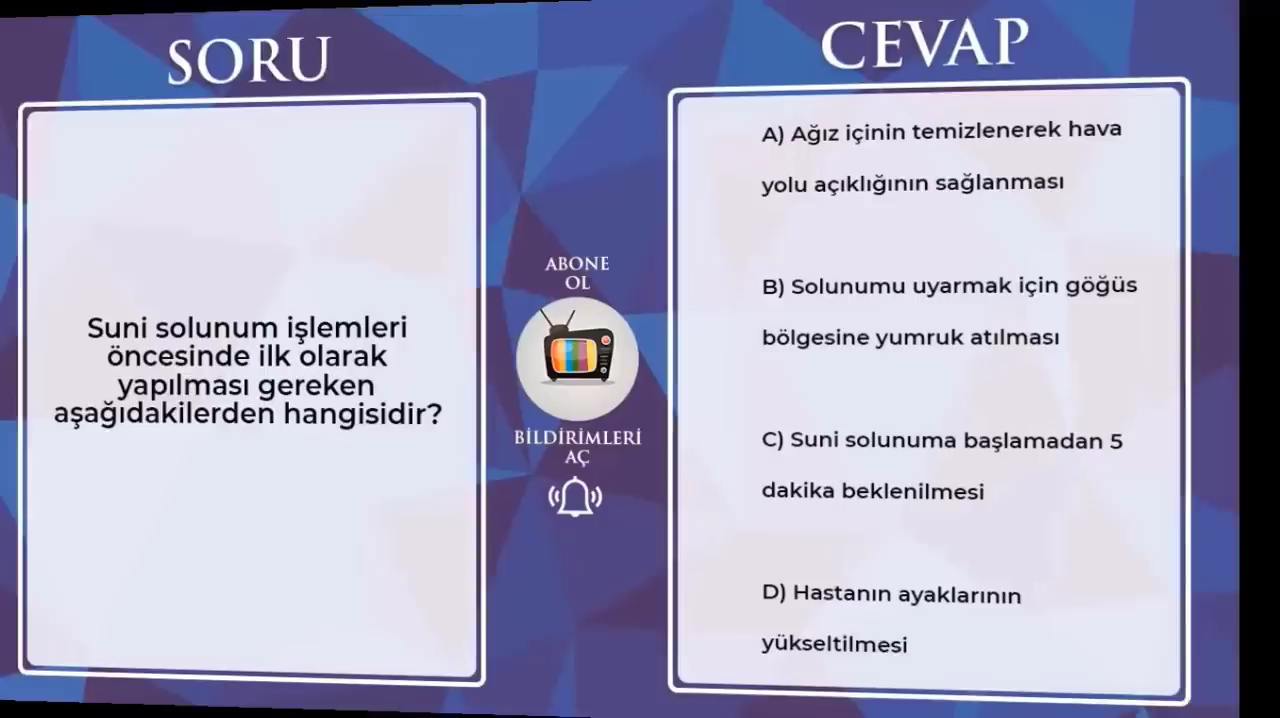 SORU
Suni solunum işlemleri
öncesinde ilk olarak
yapılması gereken
aşağıdakilerden hangisidir?
ABONE
OL
BİLDİRİMLERİ
AÇ
CEVAP
A) Ağız içinin temizlenerek hava
yolu açıklığının sağlanması
B) Solunumu uyarmak için göğüs
bölgesine yumruk atılması
C) Suni solunuma başlamadan 5
dakika beklenilmesi
D) Hastanın ayaklarının
yükseltilmesi